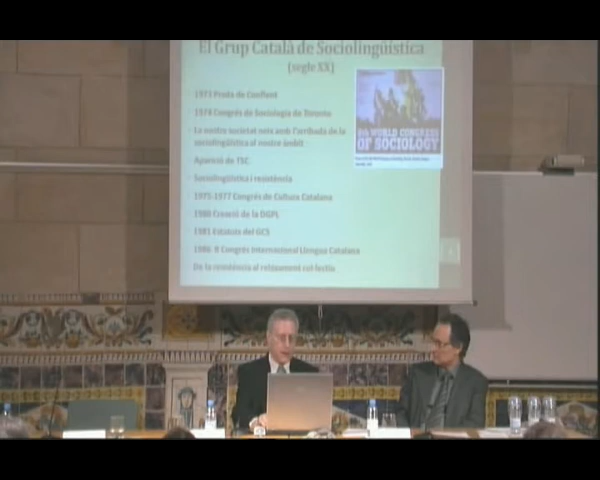 El Grup Català de Sociolingüística
(segle XX)
1973 Prada de Conflent
1974 Congrés de Sociologia de Toronto
La nostra societat neix amb l'arribada de la
sociolingüística al nostre àmbit
Aparició de TSC
Sociolingüística i resistència
1975-1977 Congrés de Cultura Catalana
1980 Creació de la DGPL
1981 Estatuts del GCS
1986 II Congrés Internacional Llengua Catalana
De la resistència al retrobament col·lectiu
WORLD CONGRESS
OF SOCIOLOGY